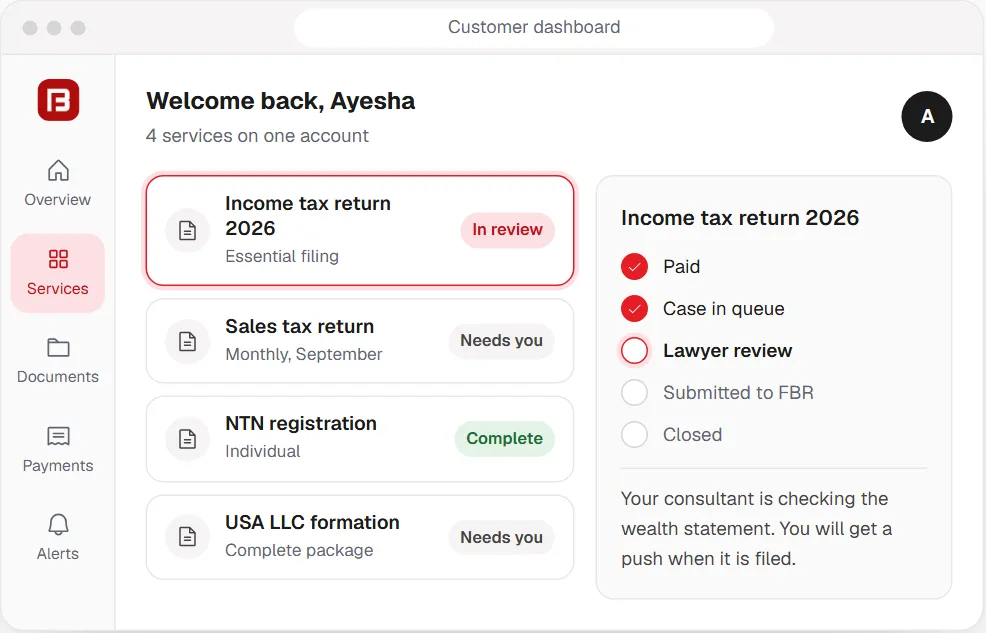 Customer dashboard
Overview
Services
Documents
Payments
Alerts
Welcome back, Ayesha
4 services on one account
A
Income tax return
2026
Essential filing
In review
Sales tax return
Monthly, September
Needs you
NTN registration
Individual
Complete
USA LLC formation
Complete package
Needs you
Income tax return 2026
Paid
Case in queue
Lawyer review
Submitted to FBR
Closed
Your consultant is checking the
wealth statement. You will get a
push when it is filed.